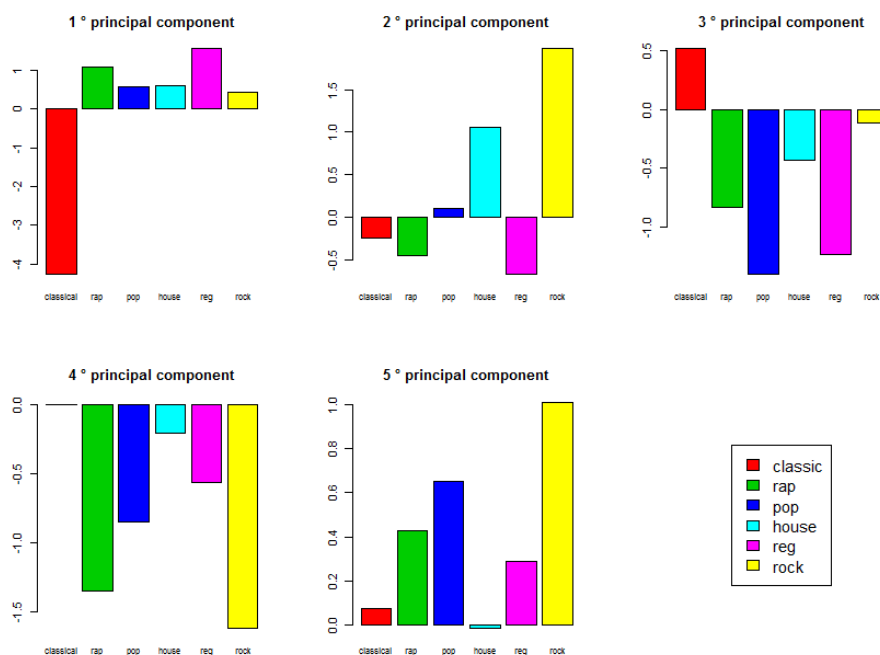 1 ° principal component
1
0
-1
-2
-3
-4
classical rap pop house reg rock
2 ° principal component
1.5
1.0
0.5
0.0
-0.5
classical rap pop house reg rock
3 ° principal component
0.5
0.0
-0.5
-1.0
classical rap pop house reg rock
4 ° principal component
0.0
-0.5
-1.0
-1.5
classical rap pop house reg rock
5 ° principal component
1.0
0.8
0.6
0.4
0.2
0.0
classical rap pop house reg rock
classic
rap
pop
house
reg
rock